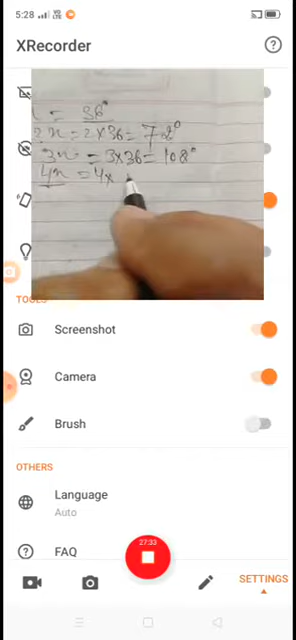 5:28
XRecorder
x = 36°
2x = 2×36 = 72°
3x = 3×36 = 108°
4x = 4×
TOOLS
Screenshot
Camera
Brush
OTHERS
Language
Auto
FAQ
27:33
SETTINGS